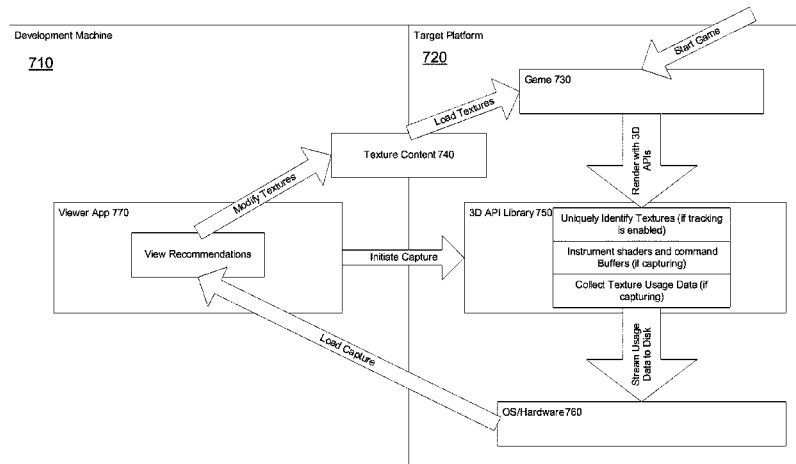 Development Machine
710
Target Platform
720
Start Game
Game 730
Load Textures
Texture Content 740
Render with 3D
APIs
Modify Textures
Viewer App 770
View Recommendations
Initiate Capture
3D API Library 750
Uniquely Identify Textures (if tracking
is enabled)
Instrument shaders and command
Buffers (if capturing)
Collect Texture Usage Data (if
capturing)
Load Capture
Stream Usage
Data to Disk
OS/Hardware 760